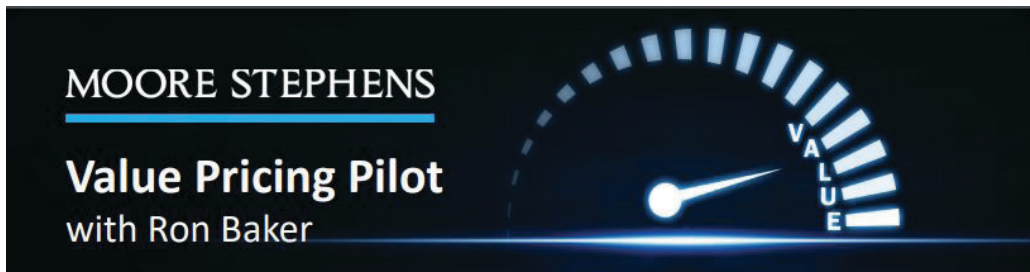 MOORE STEPHENS
Value Pricing Pilot
with Ron Baker
VALUE